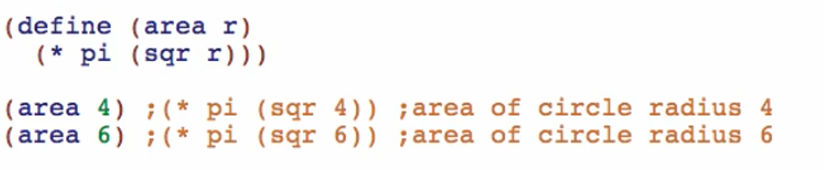 (define (area r)
(* pi (sqr r)))
(area 4) ;(* pi (sqr 4)) ;area of circle radius 4
(area 6) ;(* pi (sqr 6)) ;area of circle radius 6